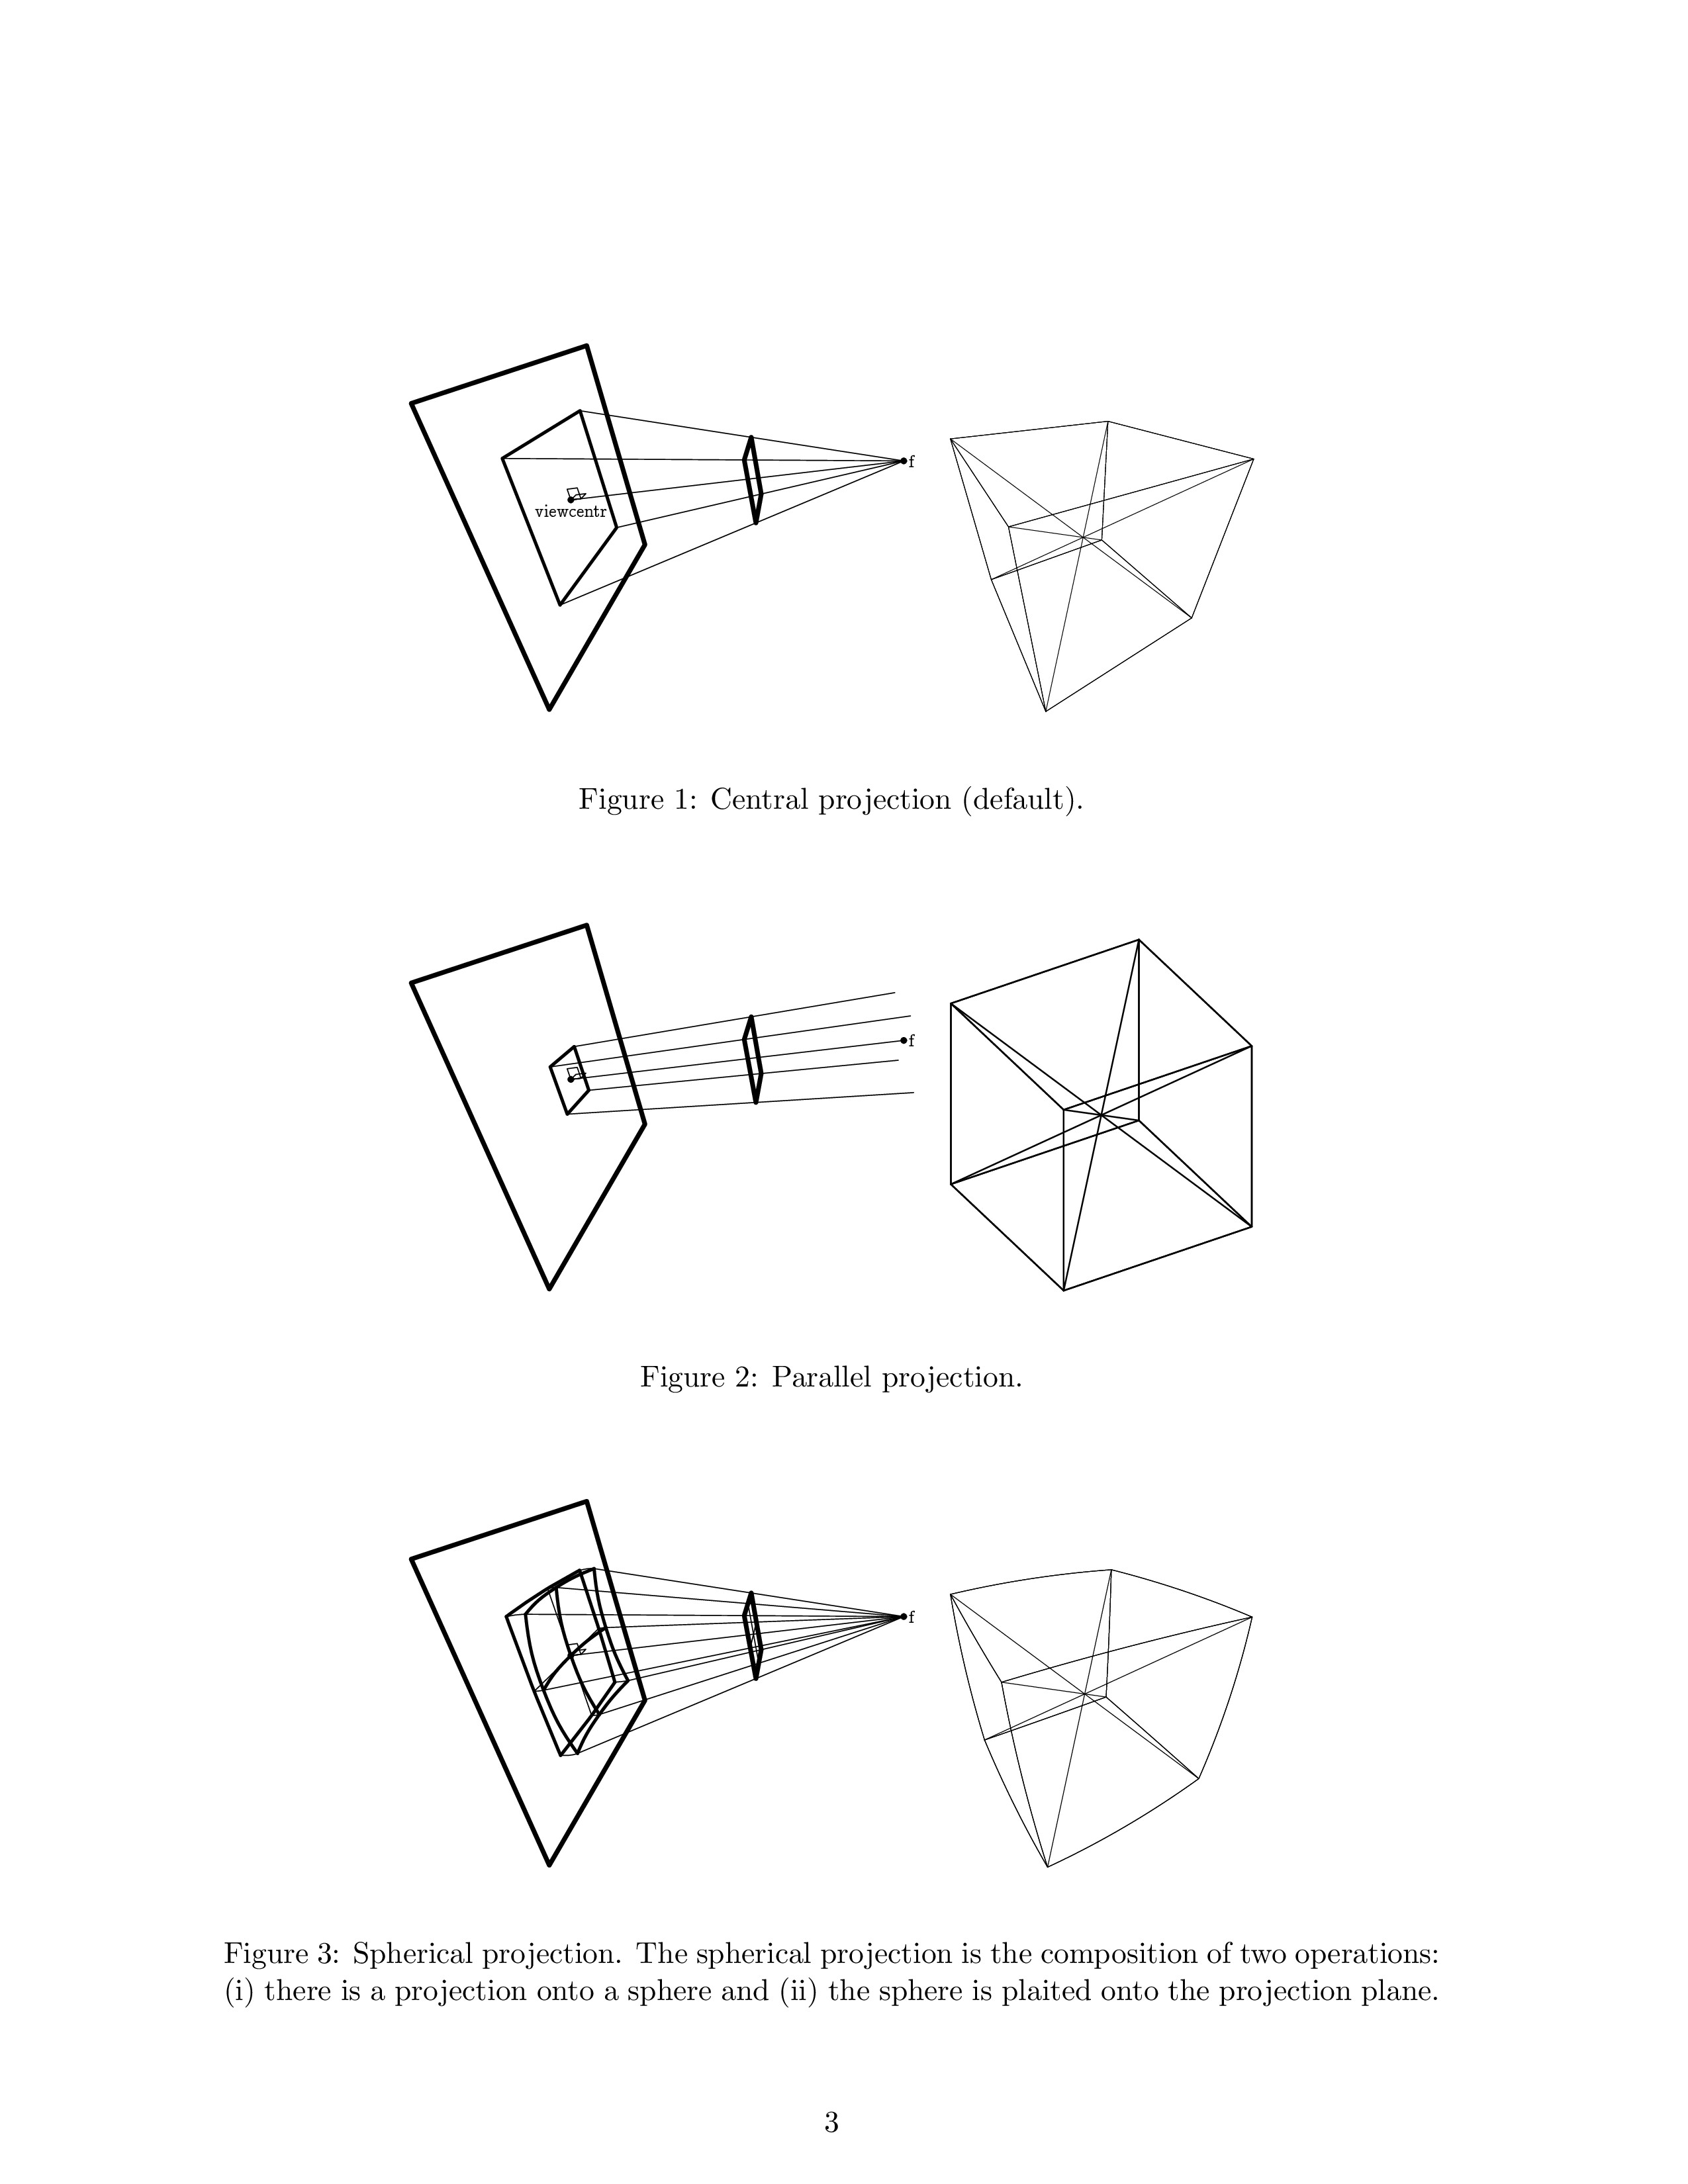 f
viewcentr
Figure 1: Central projection (default).
f
Figure 2: Parallel projection.
f
Figure 3: Spherical projection. The spherical projection is the composition of two operations:
(i) there is a projection onto a sphere and (ii) the sphere is plaited onto the projection plane.
3